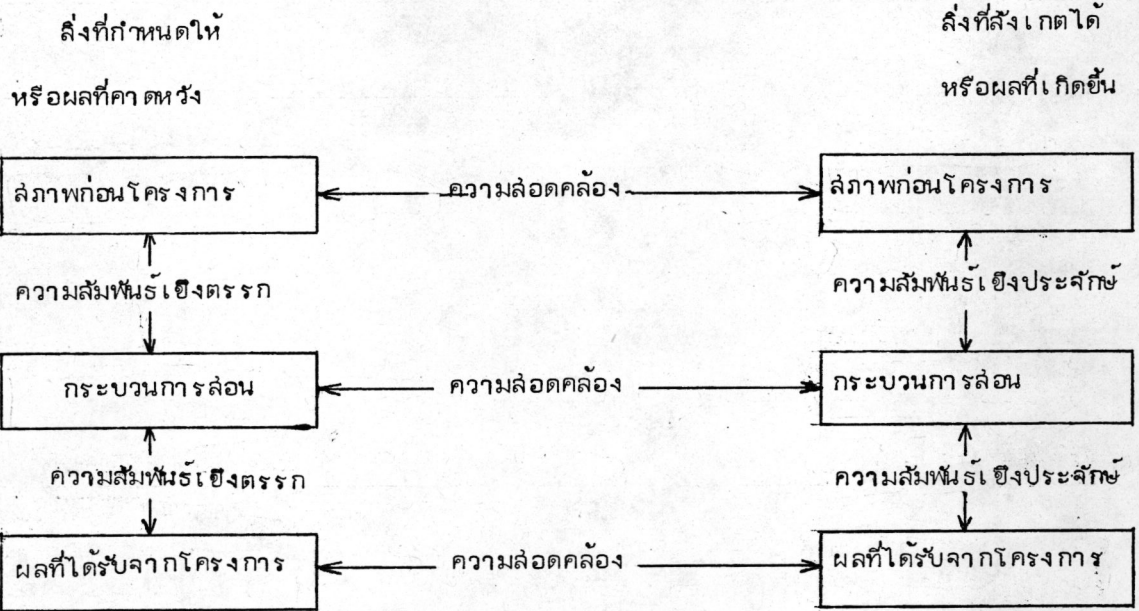 สิ่งที่กำหนดให้
หรือผลที่คาดหวัง
สิ่งที่สังเกตได้
หรือผลที่เกิดขึ้น
สภาพก่อนโครงการ
ความสอดคล้อง
สภาพก่อนโครงการ
ความสัมพันธ์เชิงตรรก
ความสัมพันธ์เชิงประจักษ์
กระบวนการสอน
ความสอดคล้อง
กระบวนการสอน
ความสัมพันธ์เชิงตรรก
ความสัมพันธ์เชิงประจักษ์
ผลที่ได้รับจากโครงการ
ความสอดคล้อง
ผลที่ได้รับจากโครงการ